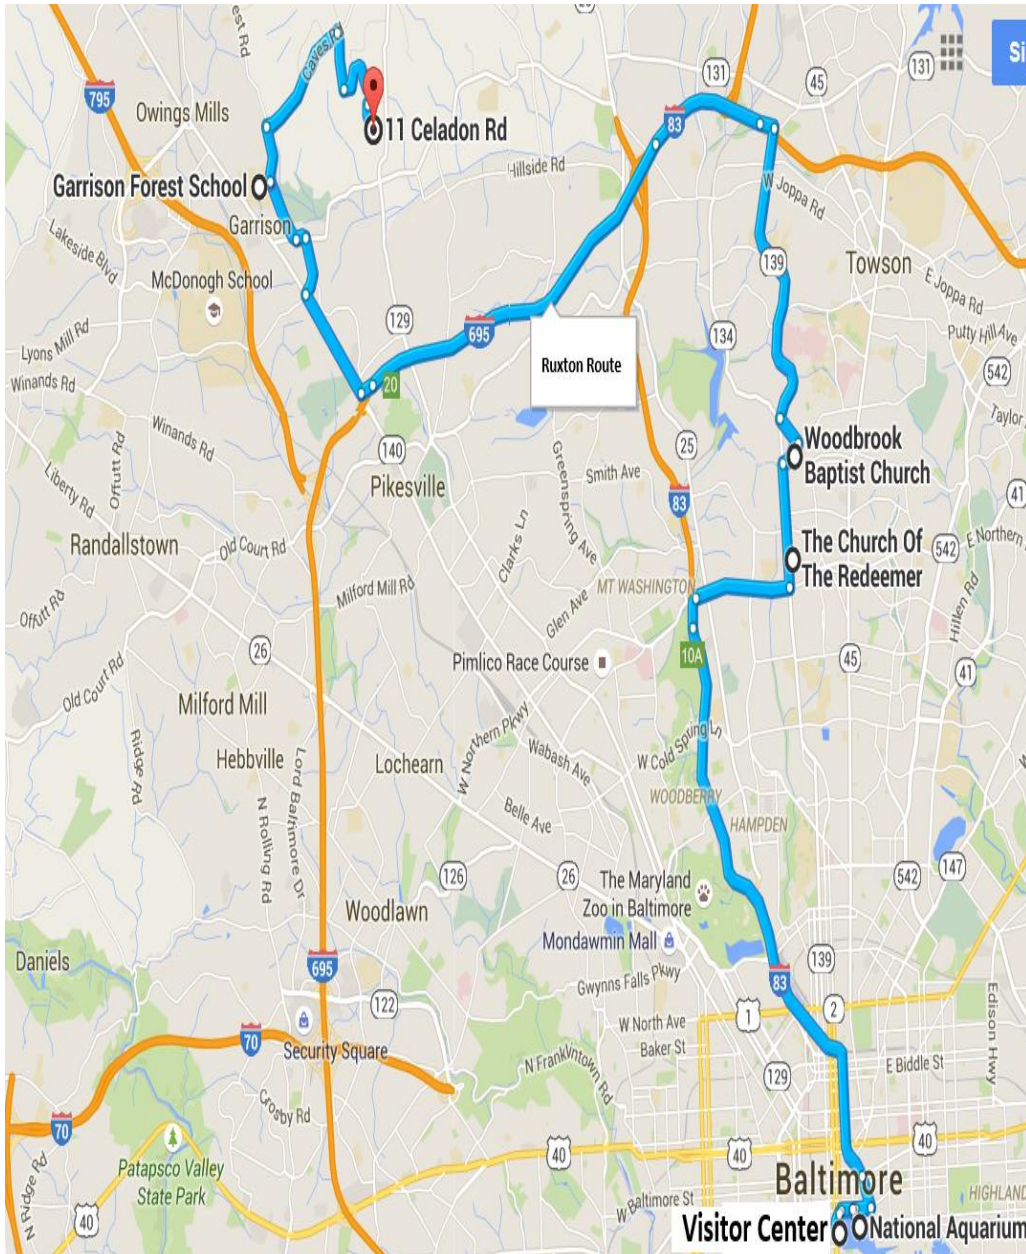 est Rd
Caves Rd
131
45
131
Si
795
Owings Mills
83
11 Celadon Rd
Hillside Rd
Garrison Forest School
W Joppa Rd
Garrison
Lakeside Blvd
139
Towson
McDonogh School
E Joppa Rd
129
695
134
Putty Hill Ave
Lyons Mill Rd
Ruxton Route
542
Winands Rd
20
Taylor
Winands Rd
Offutt Rd
140
25
Woodbrook
Baptist Church
Greenspring Ave
Smith Ave
Liberty Rd
Pikesville
83
41
Clarks Ln
Randallstown
Old Court Rd
The Church Of
The Redeemer
542
E Northern
Offutt Rd
Milford Mill Rd
MT WASHINGTON
Hillen Rd
Glen Ave
26
Pimlico Race Course
10A
45
41
Old Court Rd
Milford Mill
W Northern Pkwy
W Cold Spring Ln
Ridge Rd
Hebbville
Lord Baltimore Dr
Lochearn
Wabash Ave
WOODBERRY
N Rolling Rd
Belle Ave
HAMPDEN
126
26
542
147
The Maryland
Zoo in Baltimore
Woodlawn
Mondawmin Mall
Daniels
695
139
83
Gwynns Falls Pkwy
122
1
2
Edison Hwy
70
Security Square
W North Ave
Baker St
N Franklintown Rd
E Biddle St
129
Crosby Rd
70
40
40
40
Patapsco Valley
State Park
N Ridge Rd
Baltimore
HIGHLAN
W Baltimore St
40
Visitor Center
National Aquarium